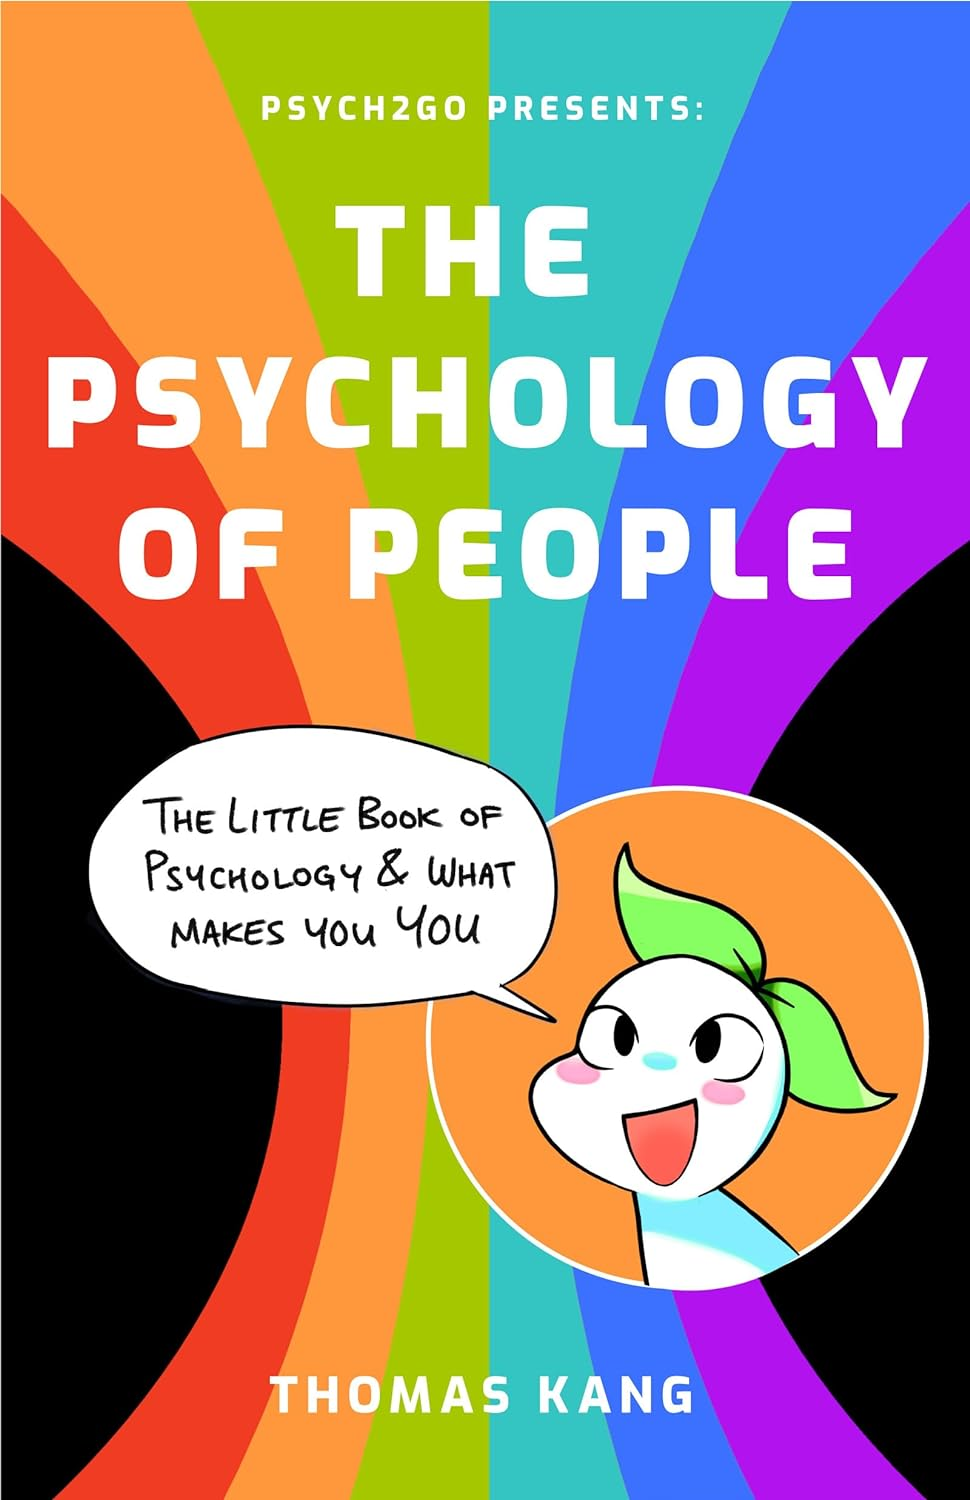 PSYCH2GO PRESENTS:
THE
PSYCHOLOGY
OF PEOPLE
THE LITTLE BOOK OF
PSYCHOLOGY & WHAT
MAKES YOU YOU
THOMAS KANG